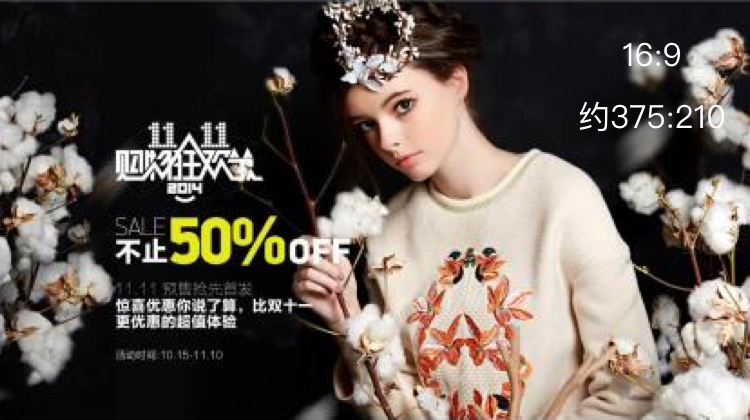 16:9
约375:210
11 11
购物狂欢节
2014
SALE
不止50%OFF
11.11 预售抢先首发
惊喜优惠你说了算，比双十一
更优惠的超值体验
活动时间:10.15-11.10